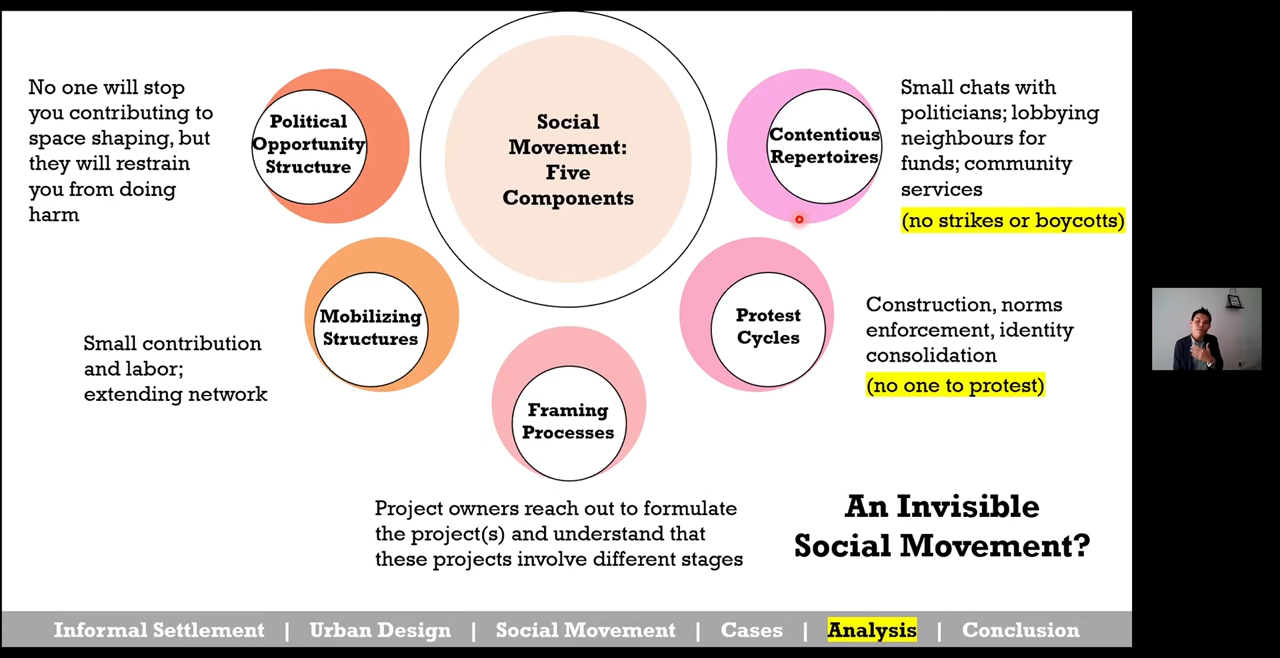 Social
Movement:
Five
Components
No one will stop
you contributing to
space shaping, but
they will restrain
you from doing
harm
Political
Opportunity
Structure
Small contribution
and labor;
extending network
Mobilizing
Structures
Framing
Processes
Project owners reach out to formulate
the project(s) and understand that
these projects involve different stages
Protest
Cycles
Construction, norms
enforcement, identity
consolidation
(no one to protest)
Contentious
Repertoires
Small chats with
politicians; lobbying
neighbours for
funds; community
services
(no strikes or boycotts)
An Invisible
Social Movement?
Informal Settlement | Urban Design | Social Movement | Cases | Analysis | Conclusion